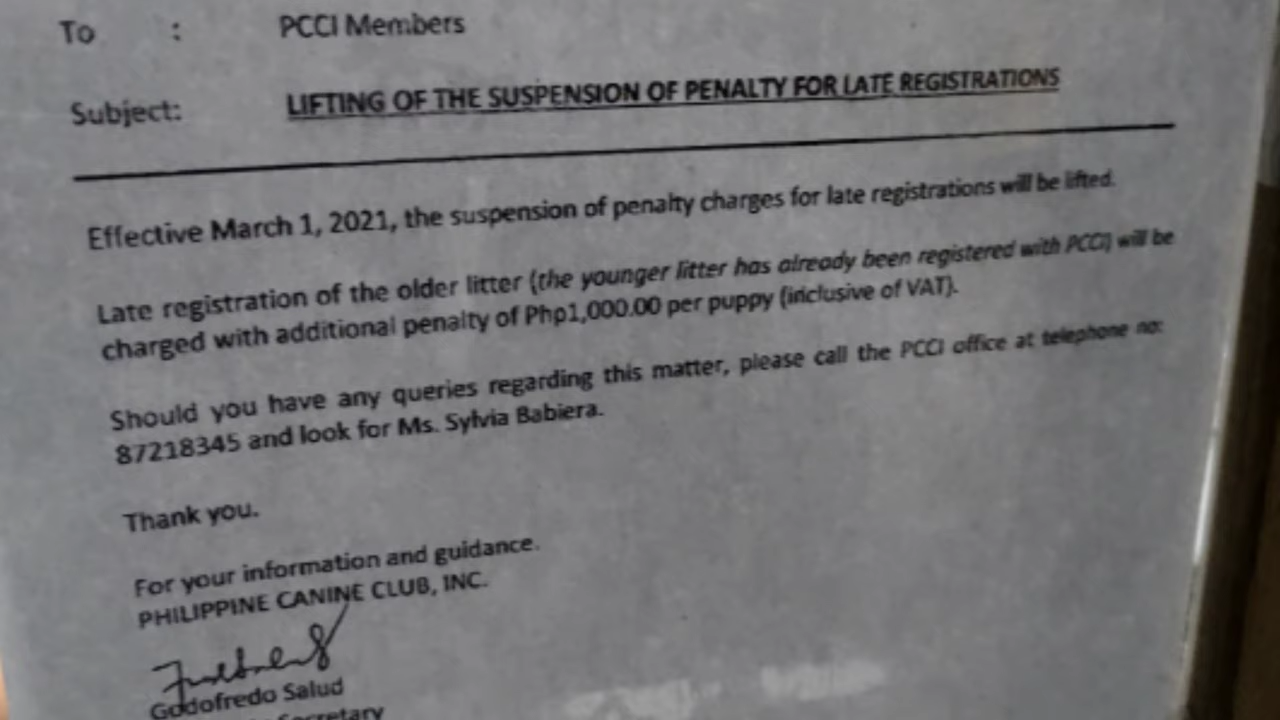 To : PCCI Members
Subject: LIFTING OF THE SUSPENSION OF PENALTY FOR LATE REGISTRATIONS
Effective March 1, 2021, the suspension of penalty charges for late registrations will be lifted.
Late registration of the older litter (the younger litter has already been registered with PCCI) will be
charged with additional penalty of Php1,000.00 per puppy (inclusive of VAT).
Should you have any queries regarding this matter, please call the PCCI office at telephone no:
87218345 and look for Ms. Sylvia Babiera.
Thank you.
For your information and guidance.
PHILIPPINE CANINE CLUB, INC.
Godofredo Salud
Secretary